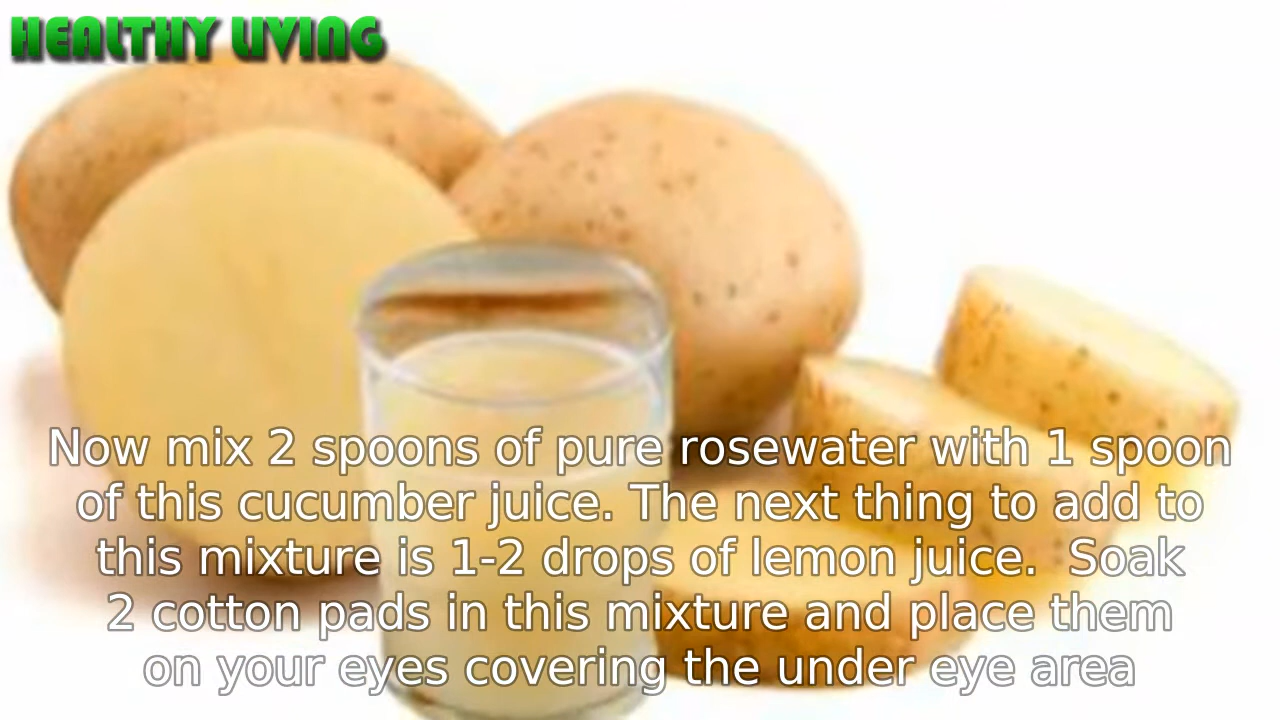 HEALTHY LIVING
Now mix 2 spoons of pure rosewater with 1 spoon
of this cucumber juice. The next thing to add to
this mixture is 1-2 drops of lemon juice.  Soak
2 cotton pads in this mixture and place them
on your eyes covering the under eye area